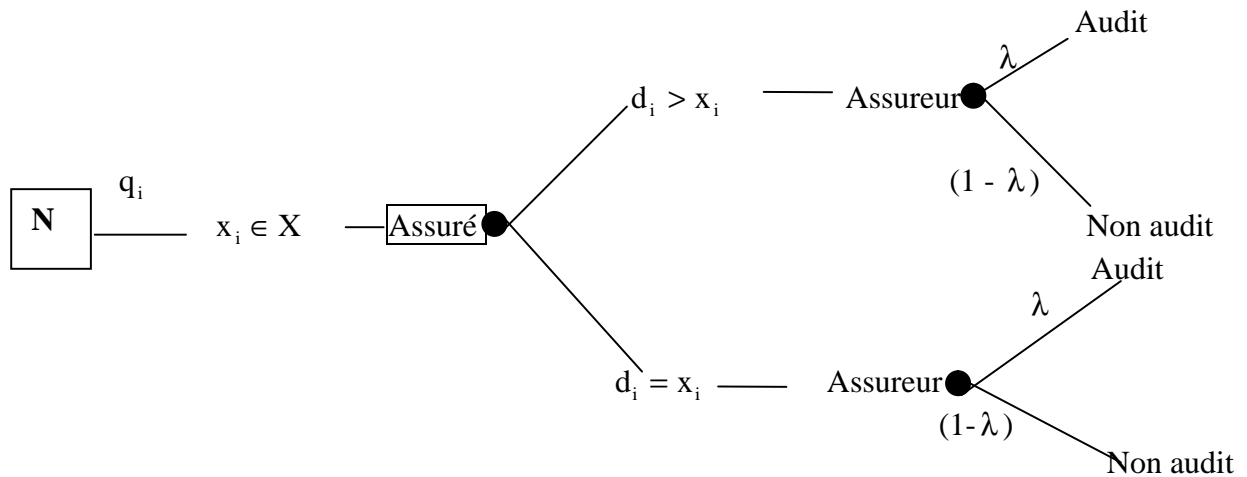 Audit
λ
d_i > x_i
Assureur
q_i
(1 - λ)
N
x_i ∈ X
Assuré
Non audit
Audit
λ
d_i = x_i
Assureur
(1-λ)
Non audit